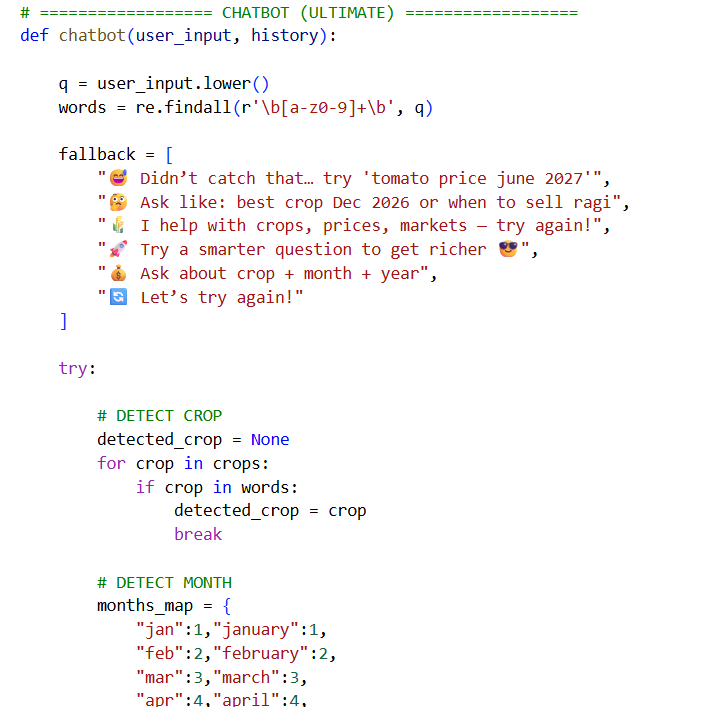 # ================== CHATBOT (ULTIMATE) ==================
def chatbot(user_input, history):
q = user_input.lower()
words = re.findall(r'\b[a-z0-9]+\b', q)
fallback = [
"😅 Didn’t catch that… try 'tomato price june 2027'",
"🤔 Ask like: best crop Dec 2026 or when to sell ragi",
"🌾 I help with crops, prices, markets — try again!",
"🚀 Try a smarter question to get richer 😎",
"💰 Ask about crop + month + year",
"🔄 Let’s try again!"
]
try:
# DETECT CROP
detected_crop = None
for crop in crops:
if crop in words:
detected_crop = crop
break
# DETECT MONTH
months_map = {
"jan":1,"january":1,
"feb":2,"february":2,
"mar":3,"march":3,
"apr":4,"april":4,